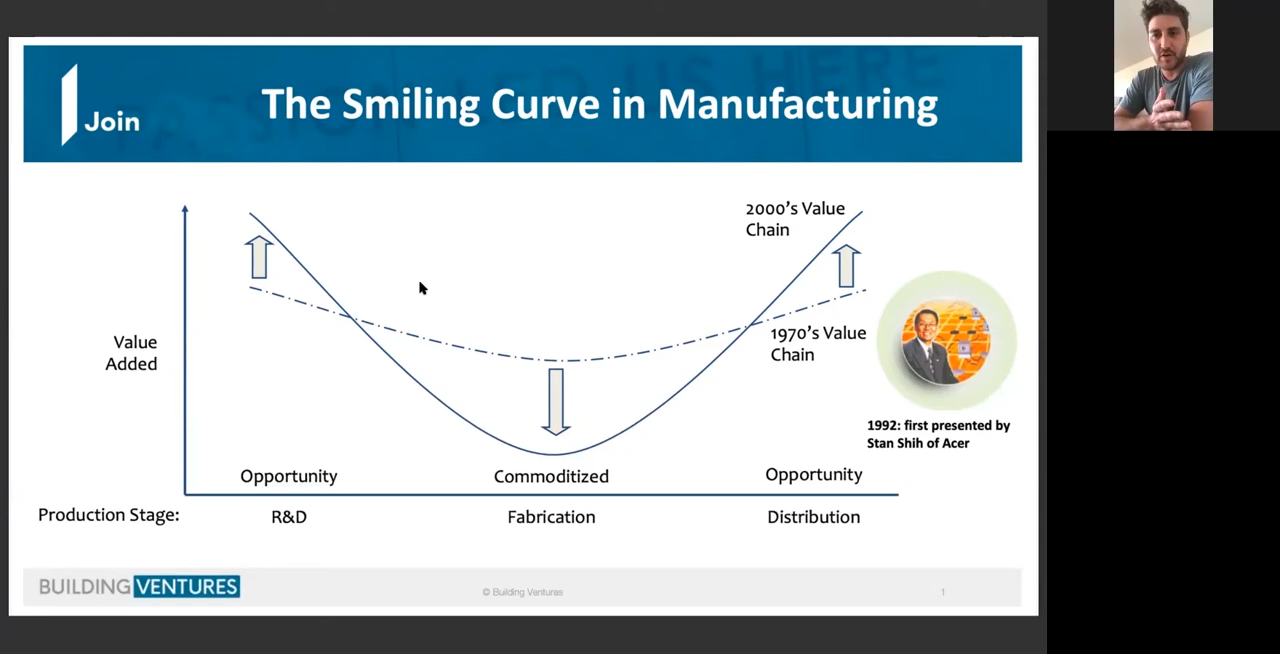 Join
The Smiling Curve in Manufacturing
2000's Value
Chain
1970's Value
Chain
Value
Added
1992: first presented by
Stan Shih of Acer
Opportunity
Commoditized
Opportunity
Production Stage:
R&D
Fabrication
Distribution
BUILDING VENTURES
© Building Ventures
1